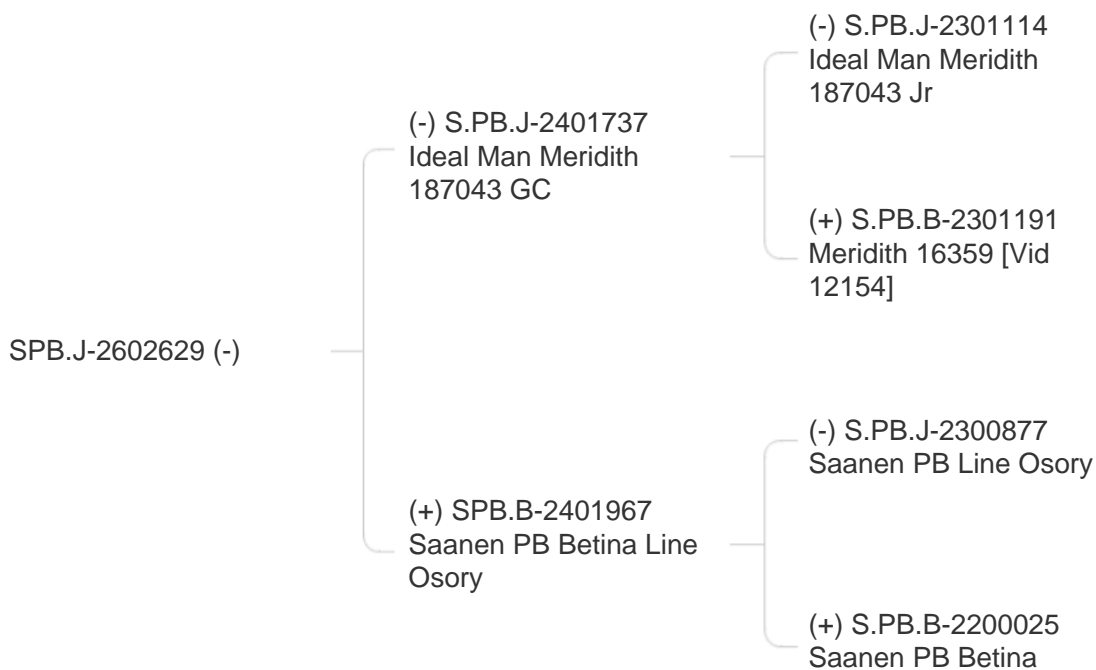 (-) S.PB.J-2301114
Ideal Man Meridith
187043 Jr
(-) S.PB.J-2401737
Ideal Man Meridith
187043 GC
(+) S.PB.B-2301191
Meridith 16359 [Vid
12154]
SPB.J-2602629 (-)
(-) S.PB.J-2300877
Saanen PB Line Osory
(+) SPB.B-2401967
Saanen PB Betina Line
Osory
(+) S.PB.B-2200025
Saanen PB Betina